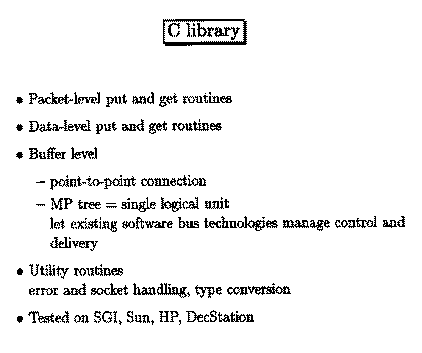 C library
• Packet-level put and get routines
• Data-level put and get routines
• Buffer level
– point-to-point connection
– MP tree = single logical unit
let existing software bus technologies manage control and
delivery
• Utility routines
error and socket handling, type conversion
• Tested on SGI, Sun, HP, DecStation